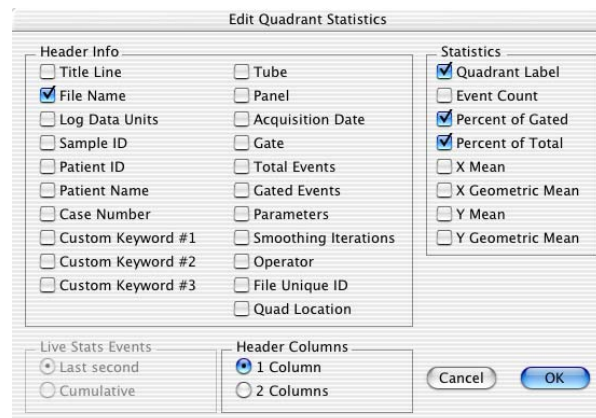 Edit Quadrant Statistics
Header Info
Title Line
File Name
Log Data Units
Sample ID
Patient ID
Patient Name
Case Number
Custom Keyword #1
Custom Keyword #2
Custom Keyword #3
Tube
Panel
Acquisition Date
Gate
Total Events
Gated Events
Parameters
Smoothing Iterations
Operator
File Unique ID
Quad Location
Statistics
Quadrant Label
Event Count
Percent of Gated
Percent of Total
X Mean
X Geometric Mean
Y Mean
Y Geometric Mean
Live Stats Events
Last second
Cumulative
Header Columns
1 Column
2 Columns
Cancel
OK